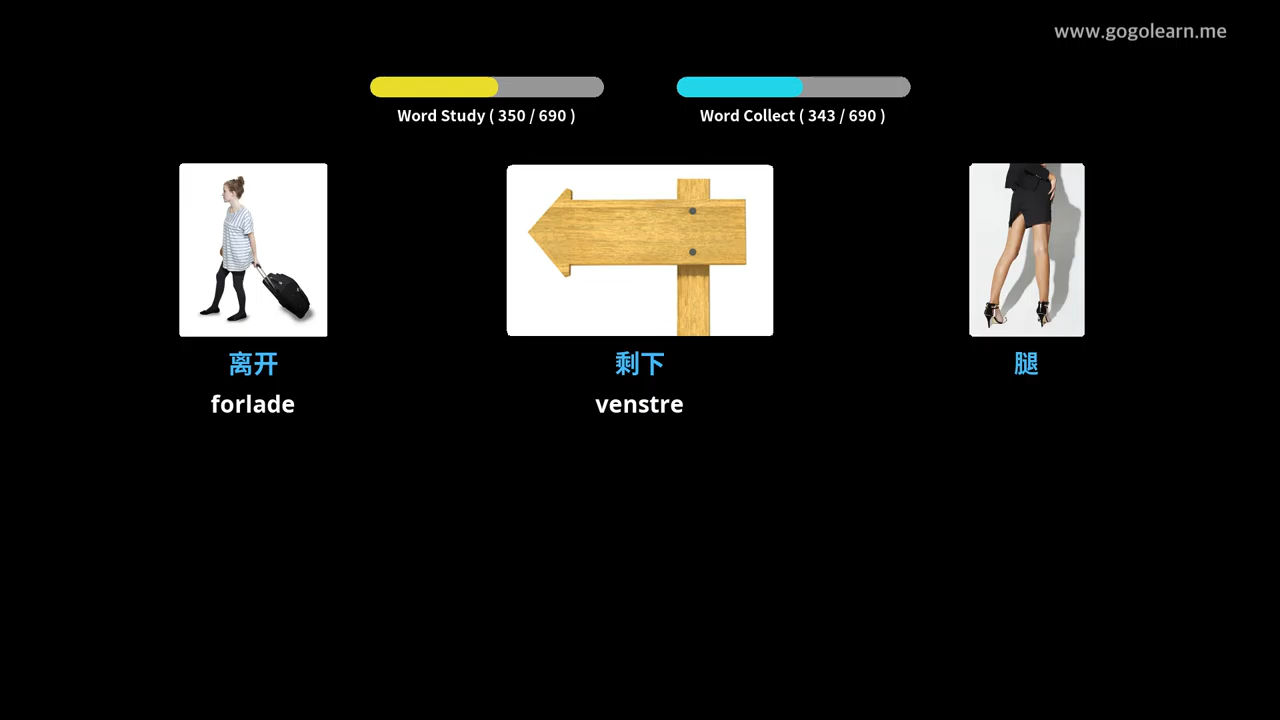 www.gogolearn.me
Word Study ( 350 / 690 )
Word Collect ( 343 / 690 )
离开
剩下
腿
forlade
venstre